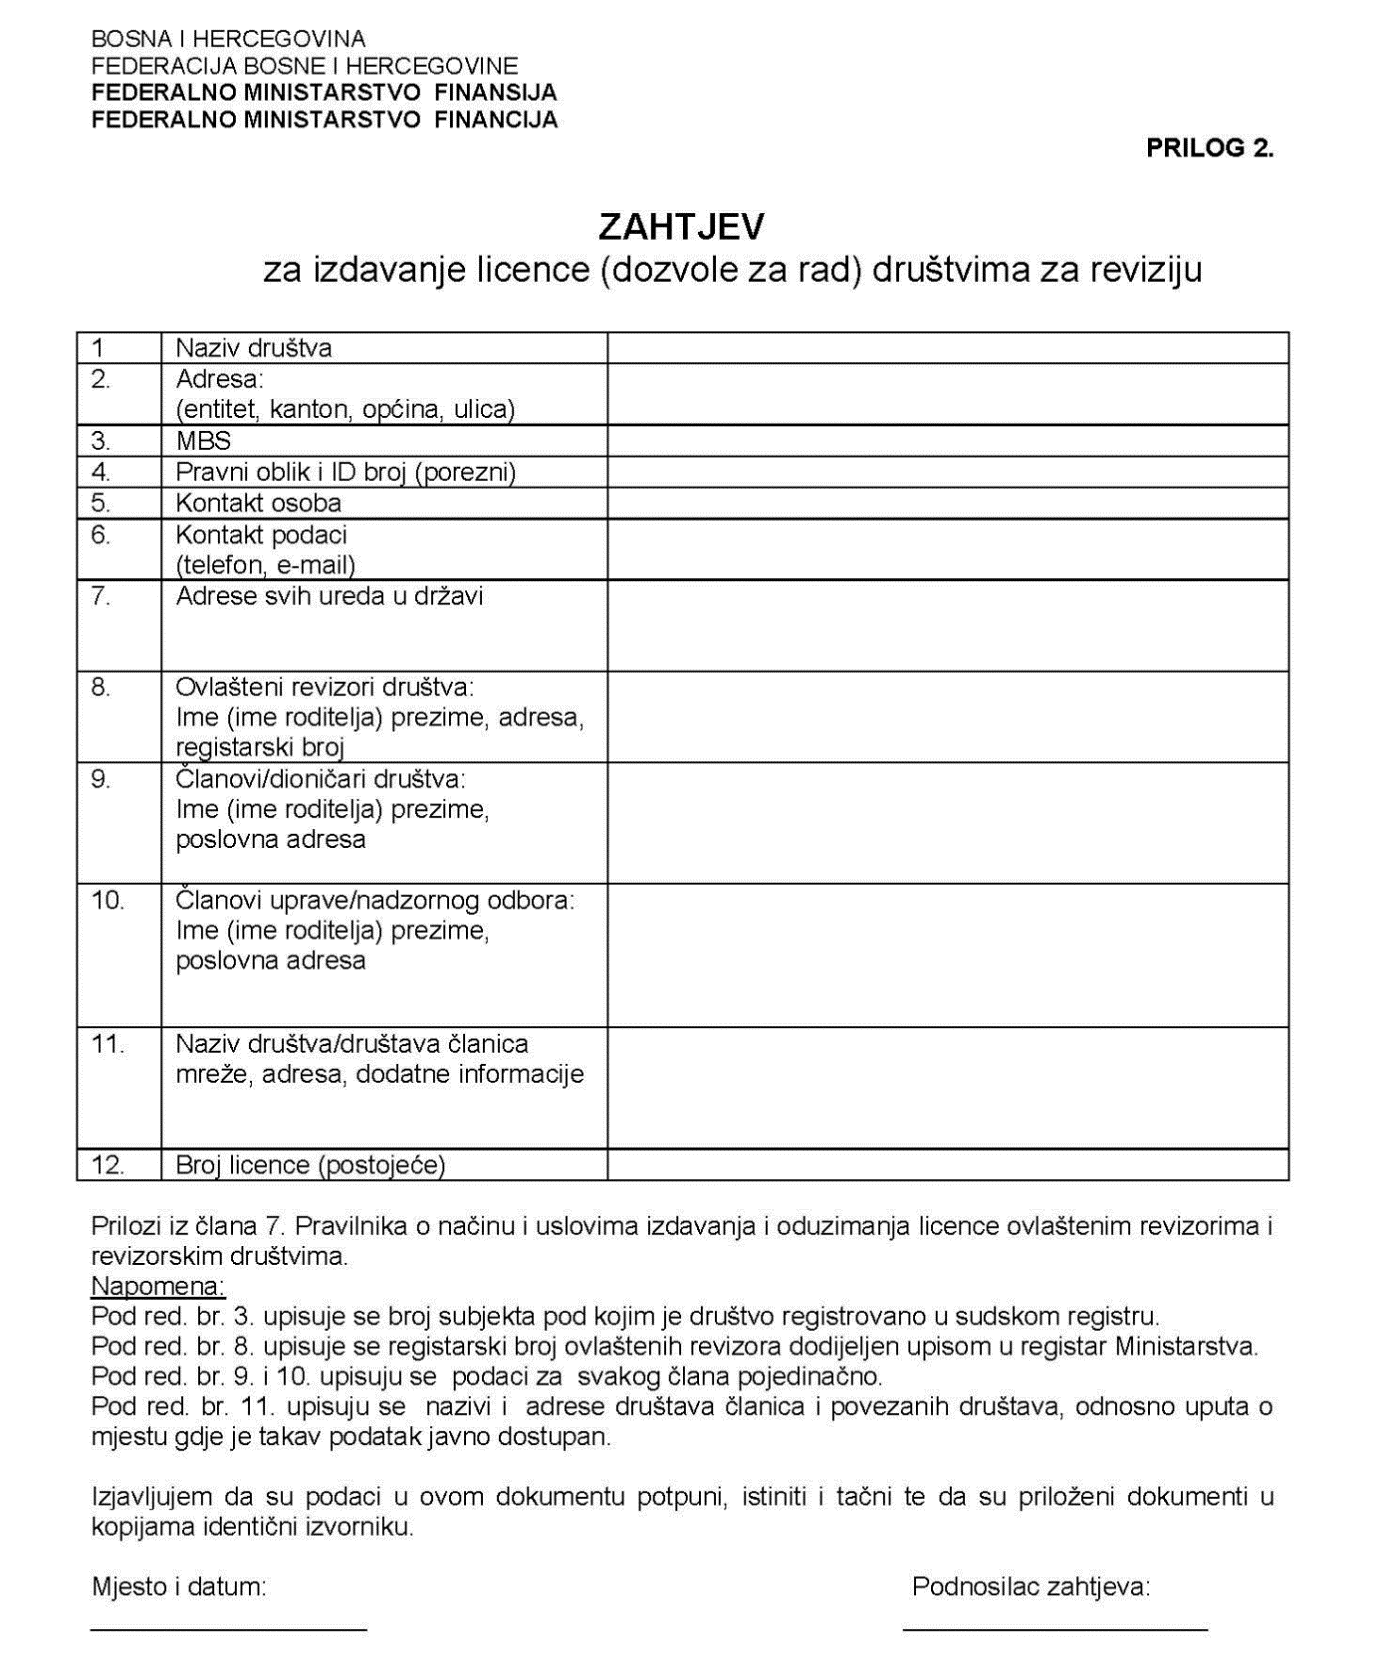 BOSNA I HERCEGOVINA
FEDERACIJA BOSNE I HERCEGOVINE
FEDERALNO MINISTARSTVO  FINANSIJA
FEDERALNO MINISTARSTVO  FINANCIJA
PRILOG 2.
ZAHTJEV
za izdavanje licence (dozvole za rad) društvima za reviziju
1 Naziv društva
2. Adresa:
(entitet, kanton, općina, ulica)
3. MBS
4. Pravni oblik i ID broj (porezni)
5. Kontakt osoba
6. Kontakt podaci
(telefon, e-mail)
7. Adrese svih ureda u državi
8. Ovlašteni revizori društva:
Ime (ime roditelja) prezime, adresa,
registarski broj
9. Članovi/dioničari društva:
Ime (ime roditelja) prezime,
poslovna adresa
10. Članovi uprave/nadzornog odbora:
Ime (ime roditelja) prezime,
poslovna adresa
11. Naziv društva/društava članica
mreže, adresa, dodatne informacije
12. Broj licence (postojeće)
Prilozi iz člana 7. Pravilnika o načinu i uslovima izdavanja i oduzimanja licence ovlaštenim revizorima i
revizorskim društvima.
Napomena:
Pod red. br. 3. upisuje se broj subjekta pod kojim je društvo registrovano u sudskom registru.
Pod red. br. 8. upisuje se registarski broj ovlaštenih revizora dodijeljen upisom u registar Ministarstva.
Pod red. br. 9. i 10. upisuju se  podaci za  svakog člana pojedinačno.
Pod red. br. 11. upisuju se  nazivi i  adrese društava članica i povezanih društava, odnosno uputa o
mjestu gdje je takav podatak javno dostupan.
Izjavljujem da su podaci u ovom dokumentu potpuni, istiniti i tačni te da su priloženi dokumenti u
kopijama identični izvorniku.
Mjesto i datum: Podnosilac zahtjeva: